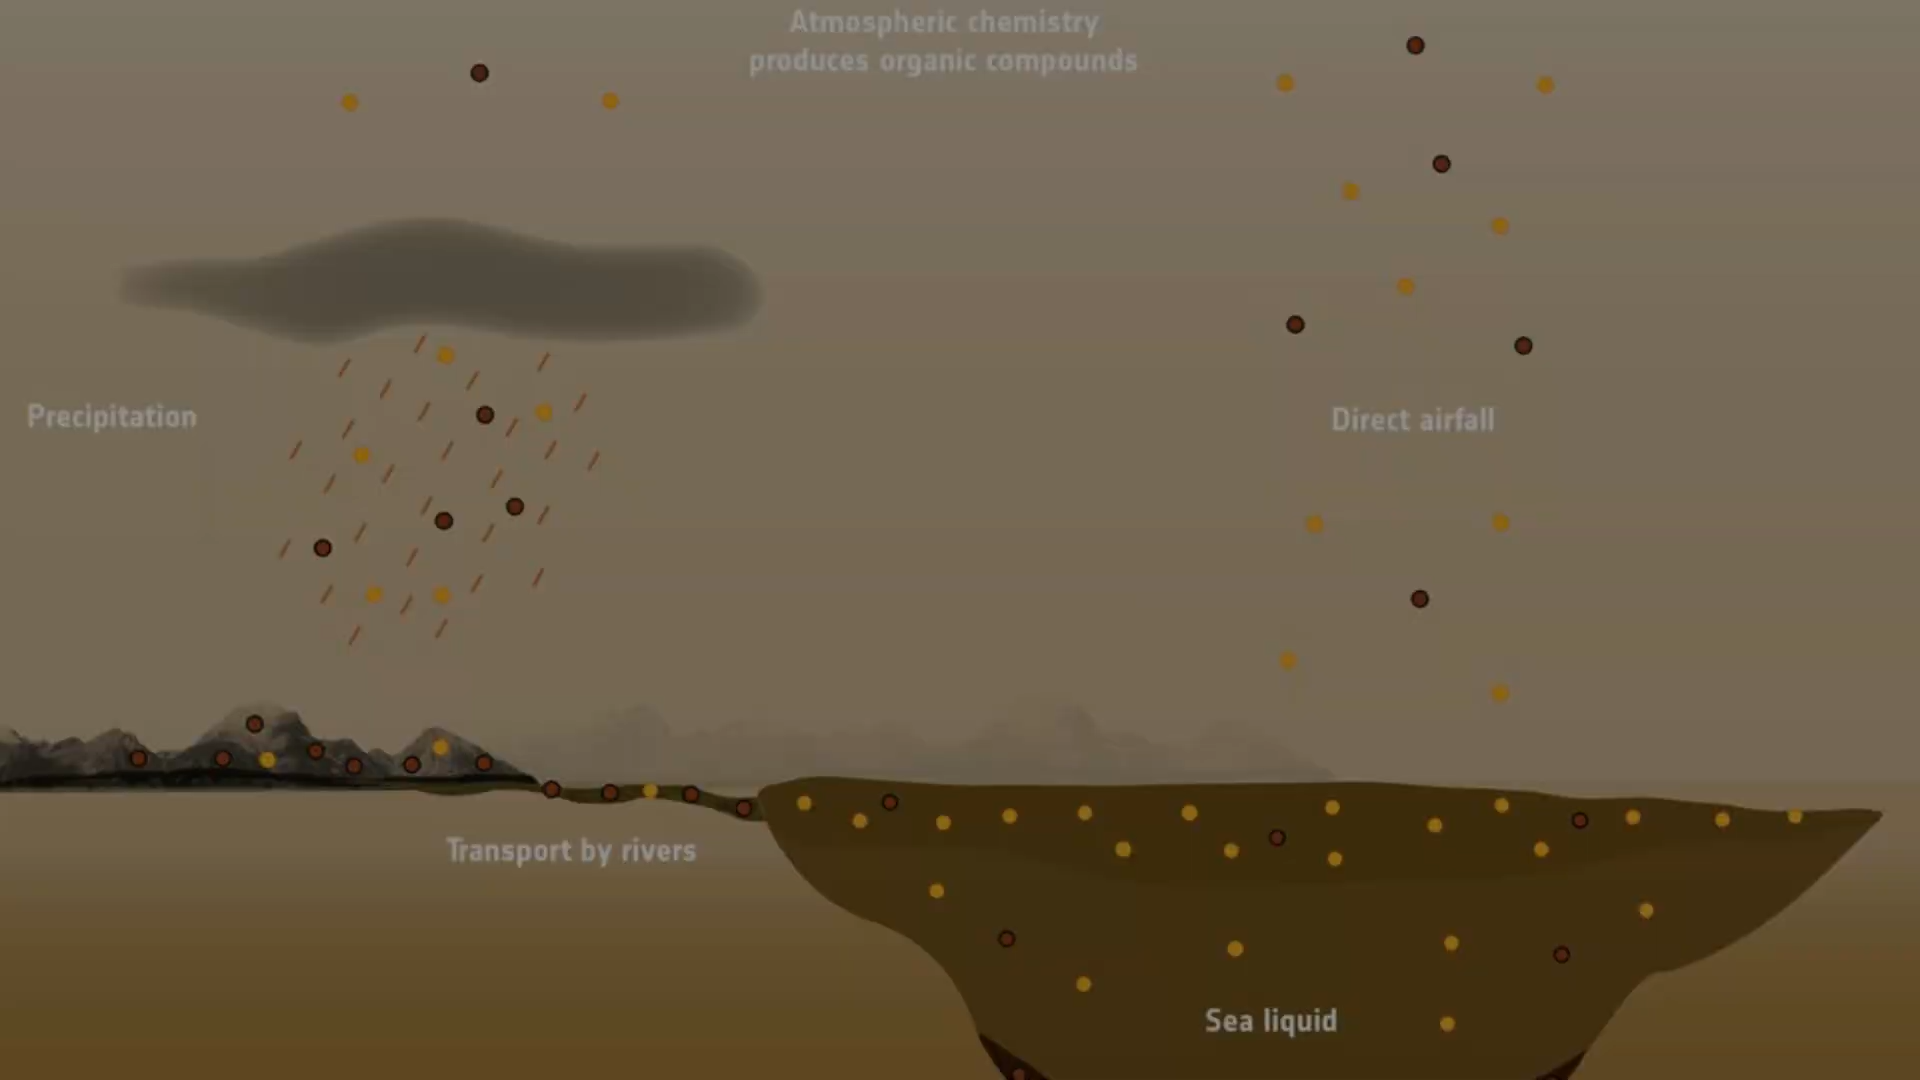 Atmospheric chemistry
produces organic compounds
Precipitation
Direct airfall
Transport by rivers
Sea liquid